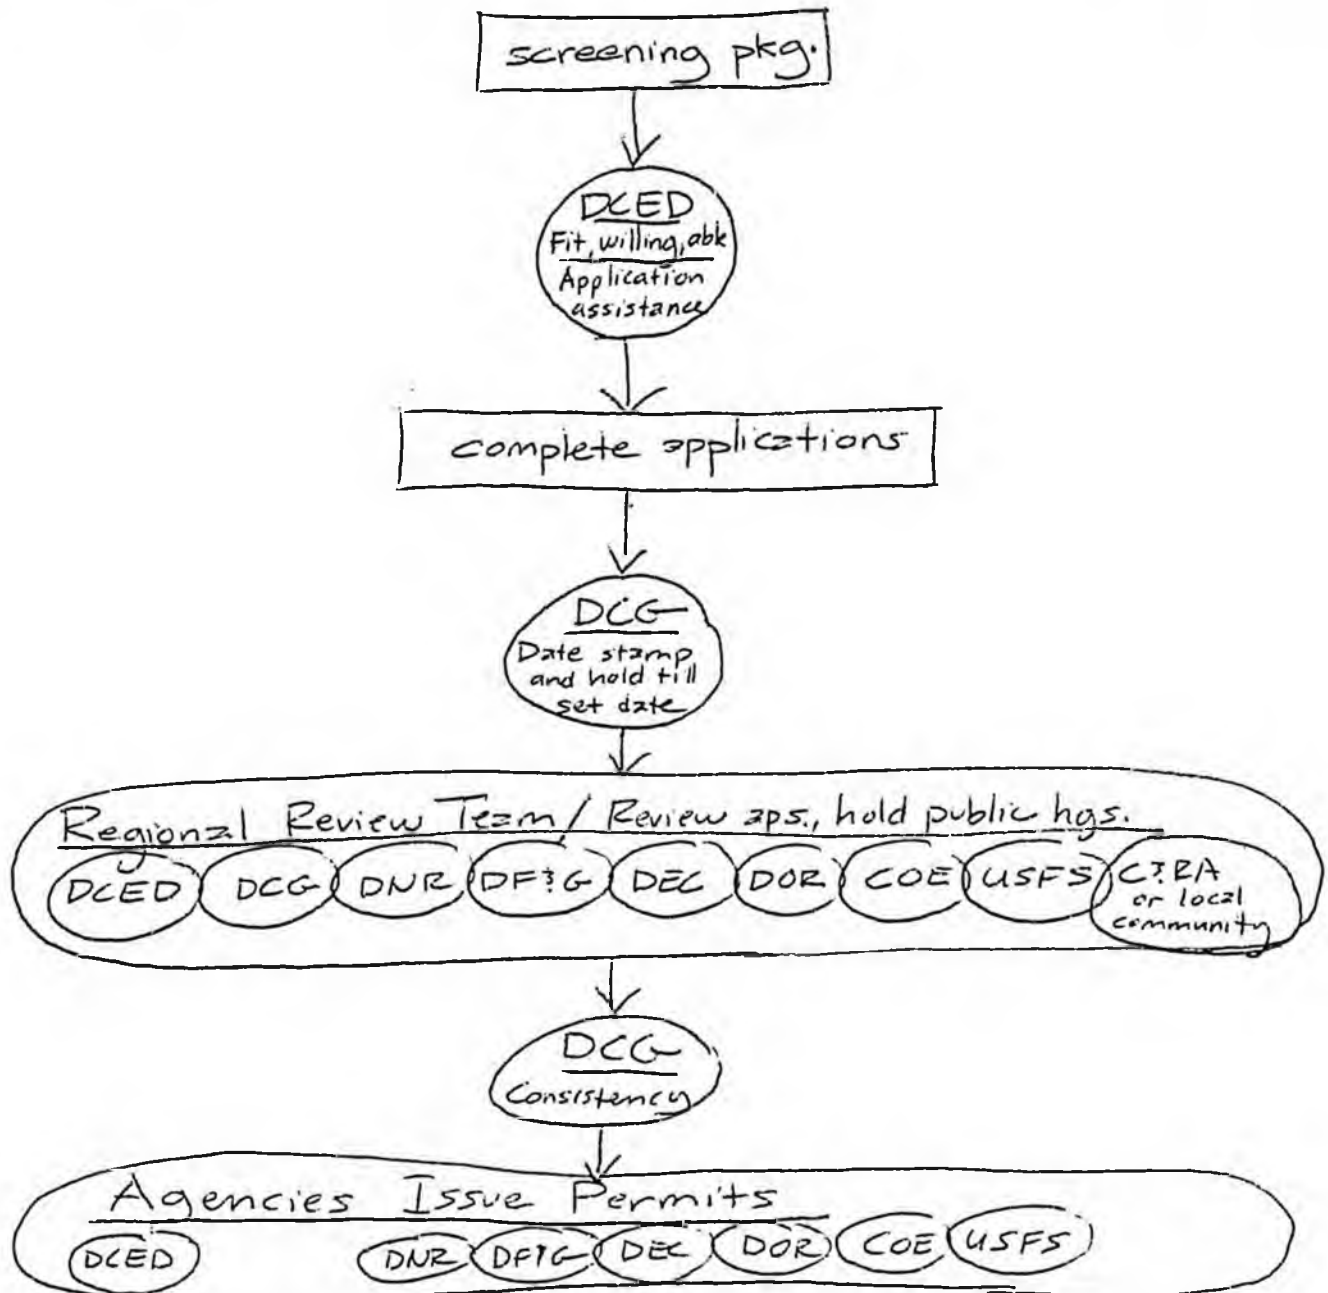 screening pkg.
DCED
Fit, willing, able
Application
assistance
complete applications
DCG
Date stamp
and hold till
set date
Regional Review Team / Review aps., hold public hgs.
DCED DCG DNR DF&G DEC DOR COE USFS C&RA
or local
community
DCG
Consistency
Agencies Issue Permits
DCED DNR DF&G DEC DOR COE USFS